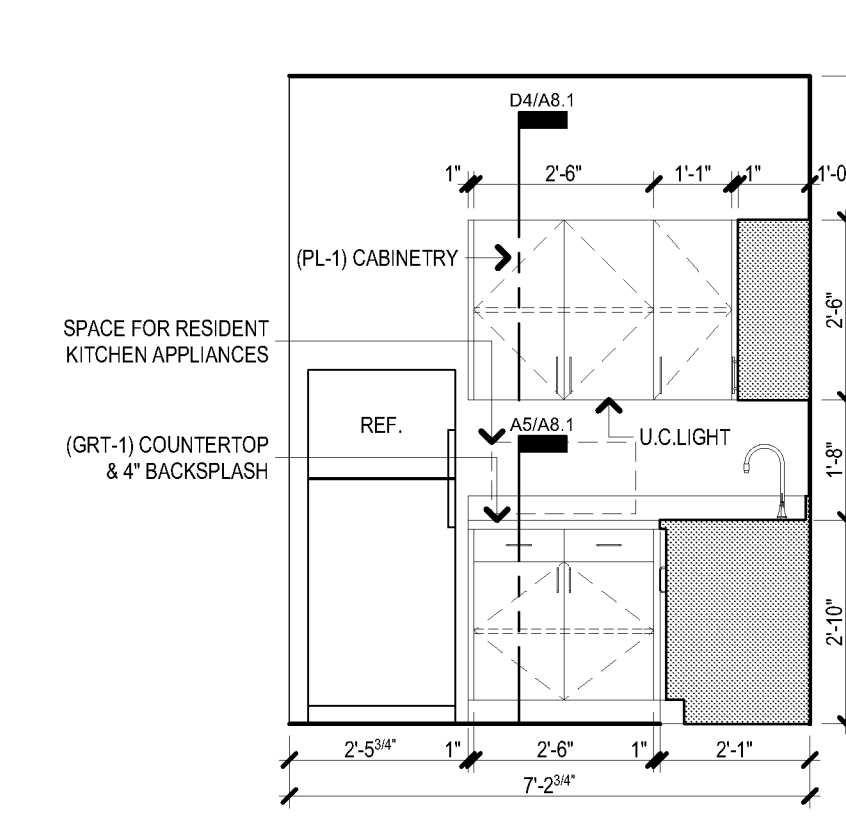 D4/A8.1
1"
2'-6"
1'-1"
1"
1'-0
(PL-1) CABINETRY
2'-6"
SPACE FOR RESIDENT
KITCHEN APPLIANCES
REF.
A5/A8.1
U.C.LIGHT
(GRT-1) COUNTERTOP
& 4" BACKSPLASH
1'-8"
2'-10"
2'-5 3/4"
1"
2'-6"
1"
2'-1"
7'-2 3/4"